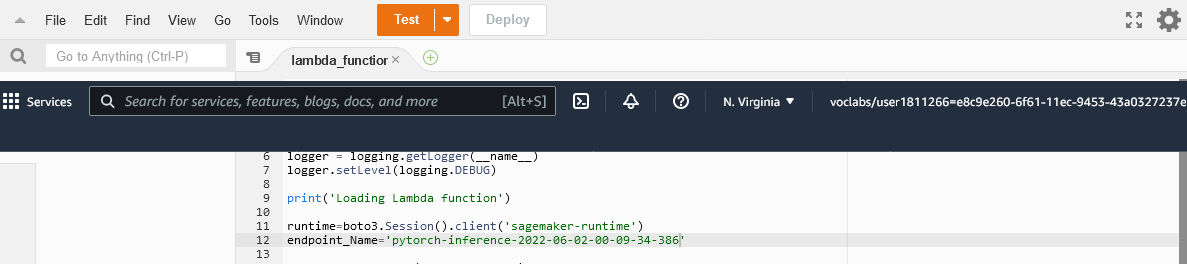 File Edit Find View Go Tools Window Test Deploy
Go to Anything (Ctrl-P) lambda_function
Services Search for services, features, blogs, docs, and more [Alt+S] N. Virginia voclabs/user1811266=e8c9e260-6f61-11ec-9453-43a0327237e
6 logger = logging.getLogger(__name__)
7 logger.setLevel(logging.DEBUG)
8
9 print('Loading Lambda function')
10
11 runtime=boto3.Session().client('sagemaker-runtime')
12 endpoint_Name='pytorch-inference-2022-06-02-00-09-34-386'
13